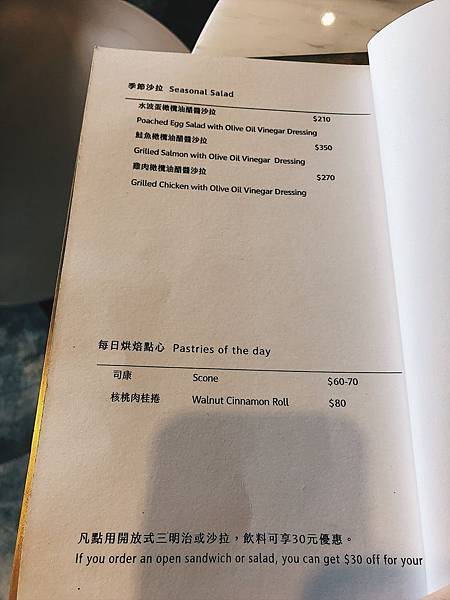 季節沙拉 Seasonal Salad
水波蛋橄欖油醋醬沙拉 $210
Poached Egg Salad with Olive Oil Vinegar Dressing
鮭魚橄欖油醋醬沙拉 $350
Grilled Salmon with Olive Oil Vinegar Dressing
雞肉橄欖油醋醬沙拉 $270
Grilled Chicken with Olive Oil Vinegar Dressing
每日烘焙點心 Pastries of the day
司康 Scone $60-70
核桃肉桂捲 Walnut Cinnamon Roll $80
凡點用開放式三明治或沙拉，飲料可享30元優惠。
If you order an open sandwich or salad, you can get $30 off for your